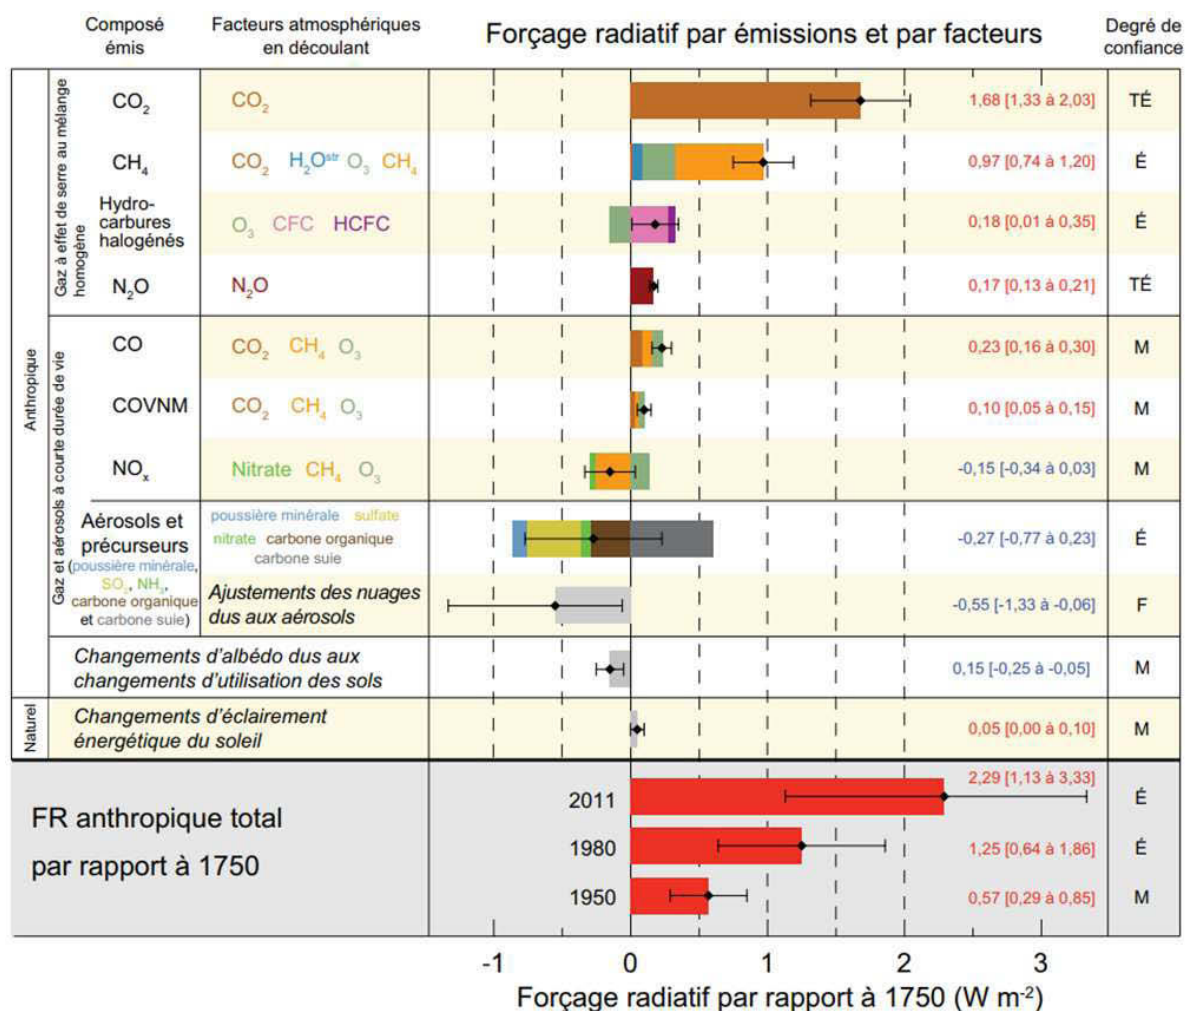 Composé
émis
Facteurs atmosphériques
en découlant
Forçage radiatif par émissions et par facteurs
Degré de
confiance
Anthropique
Gaz à effet de serre au mélange
homogène
CO₂
CO₂
1,68 [1,33 à 2,03]
TÉ
CH₄
CO₂ H₂Oˢᵗʳ O₃ CH₄
0,97 [0,74 à 1,20]
É
Hydro-
carbures
halogénés
O₃ CFC HCFC
0,18 [0,01 à 0,35]
É
N₂O
N₂O
0,17 [0,13 à 0,21]
TÉ
Gaz et aérosols à courte durée de vie
CO
CO₂ CH₄ O₃
0,23 [0,16 à 0,30]
M
COVNM
CO₂ CH₄ O₃
0,10 [0,05 à 0,15]
M
NOₓ
Nitrate CH₄ O₃
-0,15 [-0,34 à 0,03]
M
Aérosols et
précurseurs
(poussière minérale,
SO₂, NH₃,
carbone organique
et carbone suie)
poussière minérale sulfate
nitrate carbone organique
carbone suie
-0,27 [-0,77 à 0,23]
É
Ajustements des nuages
dus aux aérosols
-0,55 [-1,33 à -0,06]
F
Changements d'albédo dus aux
changements d'utilisation des sols
0,15 [-0,25 à -0,05]
M
Naturel
Changements d'éclairement
énergétique du soleil
0,05 [0,00 à 0,10]
M
FR anthropique total
par rapport à 1750
2011
2,29 [1,13 à 3,33]
É
1980
1,25 [0,64 à 1,86]
É
1950
0,57 [0,29 à 0,85]
M
-1 0 1 2 3
Forçage radiatif par rapport à 1750 (W m⁻²)